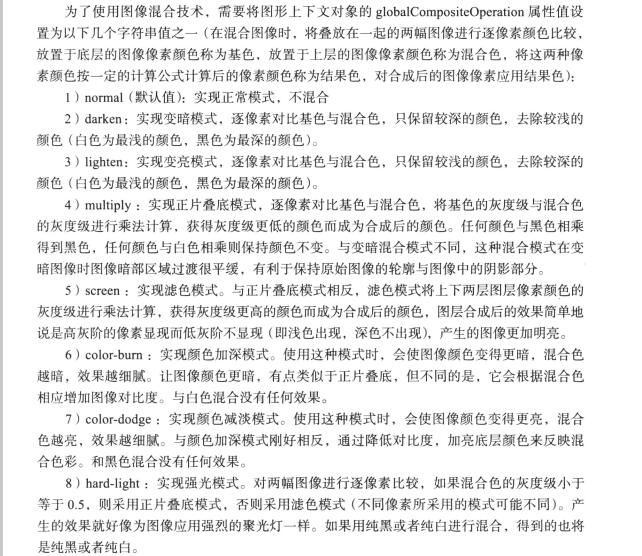 为了使用图像混合技术，需要将图形上下文对象的 globalCompositeOperation 属性值设
置为以下几个字符串值之一（在混合图像时，将叠放在一起的两幅图像进行逐像素颜色比较，
放置于底层的图像像素颜色称为基色，放置于上层的图像像素颜色称为混合色，将这两种像
素颜色按一定的计算公式计算后的像素颜色称为结果色，对合成后的图像像素应用结果色）：
1）normal（默认值）：实现正常模式，不混合
2）darken：实现变暗模式，逐像素对比基色与混合色，只保留较深的颜色，去除较浅的
颜色（白色为最浅的颜色，黑色为最深的颜色）。
3）lighten：实现变亮模式，逐像素对比基色与混合色，只保留较浅的颜色，去除较深的
颜色（白色为最浅的颜色，黑色为最深的颜色）。
4）multiply：实现正片叠底模式，逐像素对比基色与混合色，将基色的灰度级与混合色
的灰度级进行乘法计算，获得灰度级更低的颜色而成为合成后的颜色。任何颜色与黑色相乘
得到黑色，任何颜色与白色相乘则保持颜色不变。与变暗混合模式不同，这种混合模式在变
暗图像时图像暗部区域过渡很平缓，有利于保持原始图像的轮廓与图像中的阴影部分。
5）screen：实现滤色模式。与正片叠底模式相反，滤色模式将上下两层图层像素颜色的
灰度级进行乘法计算，获得灰度级更高的颜色而成为合成后的颜色，图层合成后的效果简单地
说是高灰阶的像素显现而低灰阶不显现（即浅色出现，深色不出现），产生的图像更加明亮。
6）color-burn：实现颜色加深模式。使用这种模式时，会使图像颜色变得更暗，混合色
越暗，效果越细腻。让图像颜色更暗，有点类似于正片叠底，但不同的是，它会根据混合色
相应增加图像对比度。与白色混合没有任何效果。
7）color-dodge：实现颜色减淡模式。使用这种模式时，会使图像颜色变得更亮，混合
色越亮，效果越细腻。与颜色加深模式刚好相反，通过降低对比度，加亮底层颜色来反映混
合色彩。和黑色混合没有任何效果。
8）hard-light：实现强光模式。对两幅图像进行逐像素比较，如果混合色的灰度级小于
等于 0.5，则采用正片叠底模式，否则采用滤色模式（不同像素所采用的模式可能不同）。产
生的效果就好像为图像应用强烈的聚光灯一样。如果用纯黑或者纯白进行混合，得到的也将
是纯黑或者纯白。